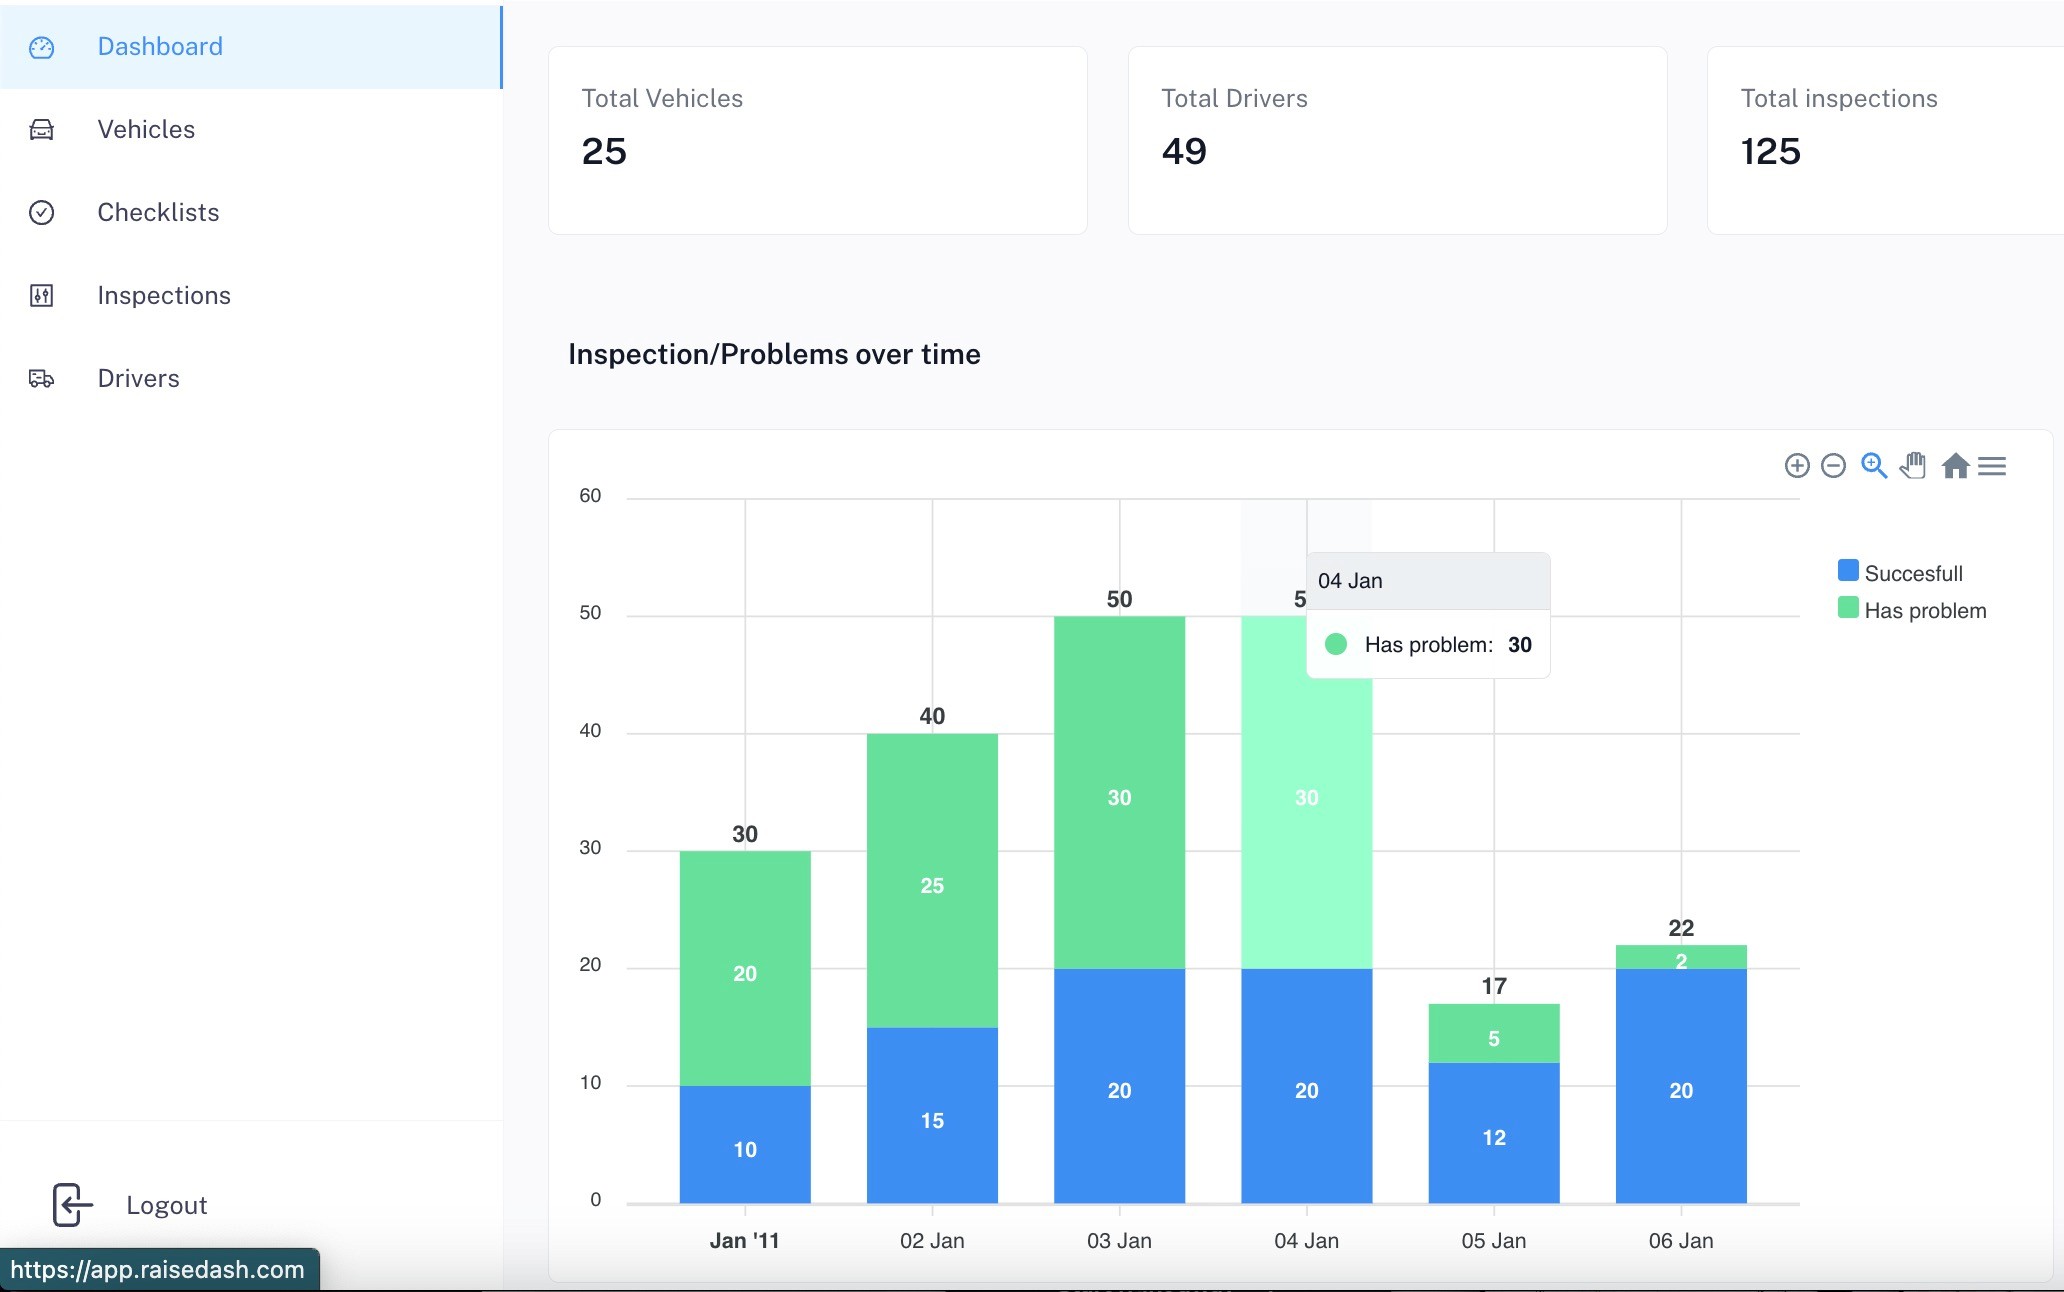 Dashboard
Vehicles
Checklists
Inspections
Drivers
Logout
https://app.raisedash.com
Total Vehicles
25
Total Drivers
49
Total inspections
125
Inspection/Problems over time
60
50
40
30
20
10
0
30
20
10
40
25
15
50
30
20
5
30
20
17
5
12
22
2
20
04 Jan
Has problem: 30
Succesfull
Has problem
Jan '11
02 Jan
03 Jan
04 Jan
05 Jan
06 Jan